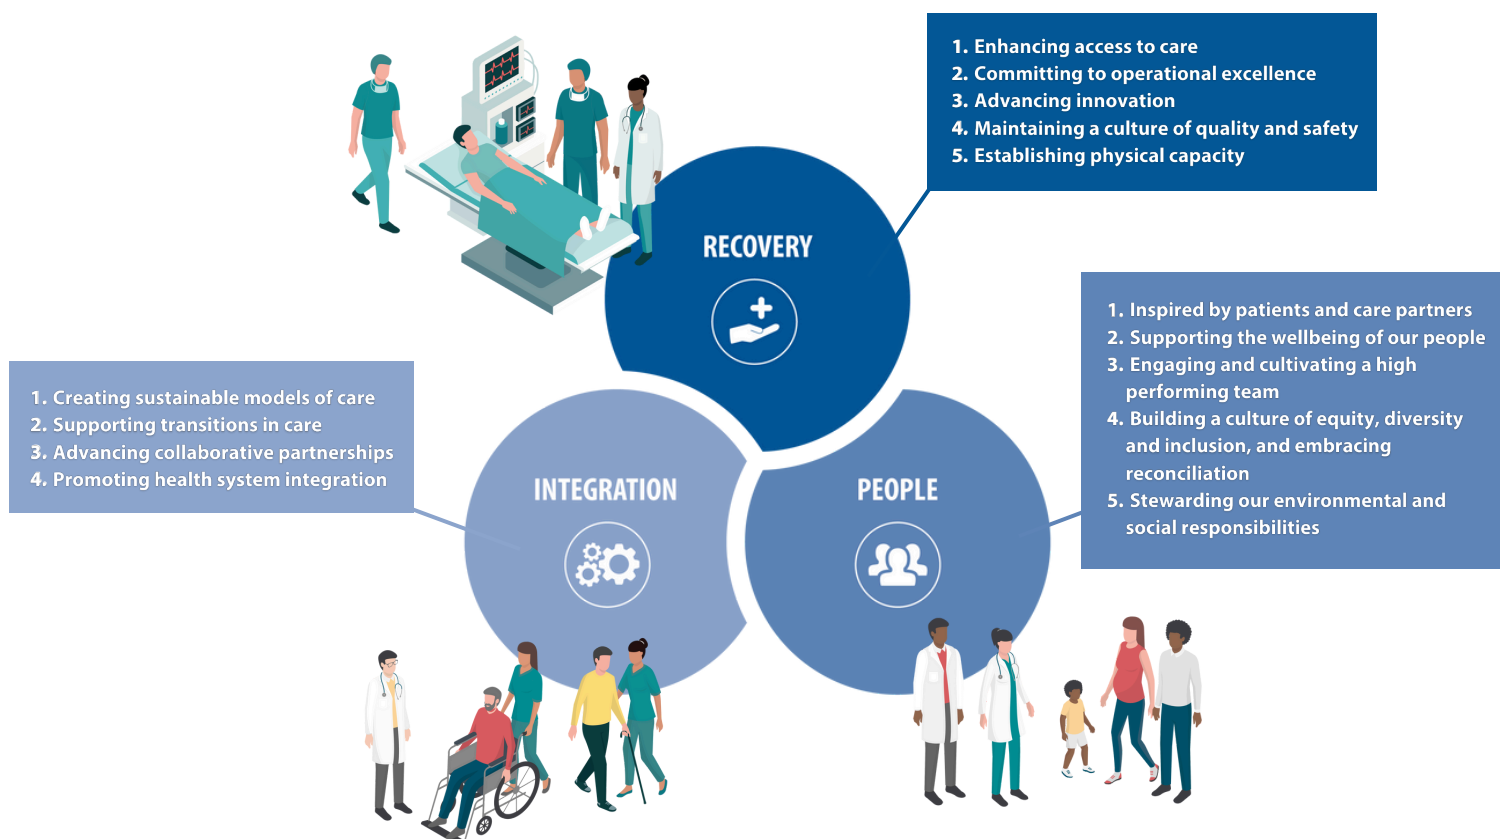 1. Enhancing access to care
2. Committing to operational excellence
3. Advancing innovation
4. Maintaining a culture of quality and safety
5. Establishing physical capacity
RECOVERY
1. Inspired by patients and care partners
2. Supporting the wellbeing of our people
3. Engaging and cultivating a high
performing team
4. Building a culture of equity, diversity
and inclusion, and embracing
reconciliation
5. Stewarding our environmental and
social responsibilities
1. Creating sustainable models of care
2. Supporting transitions in care
3. Advancing collaborative partnerships
4. Promoting health system integration
INTEGRATION
PEOPLE